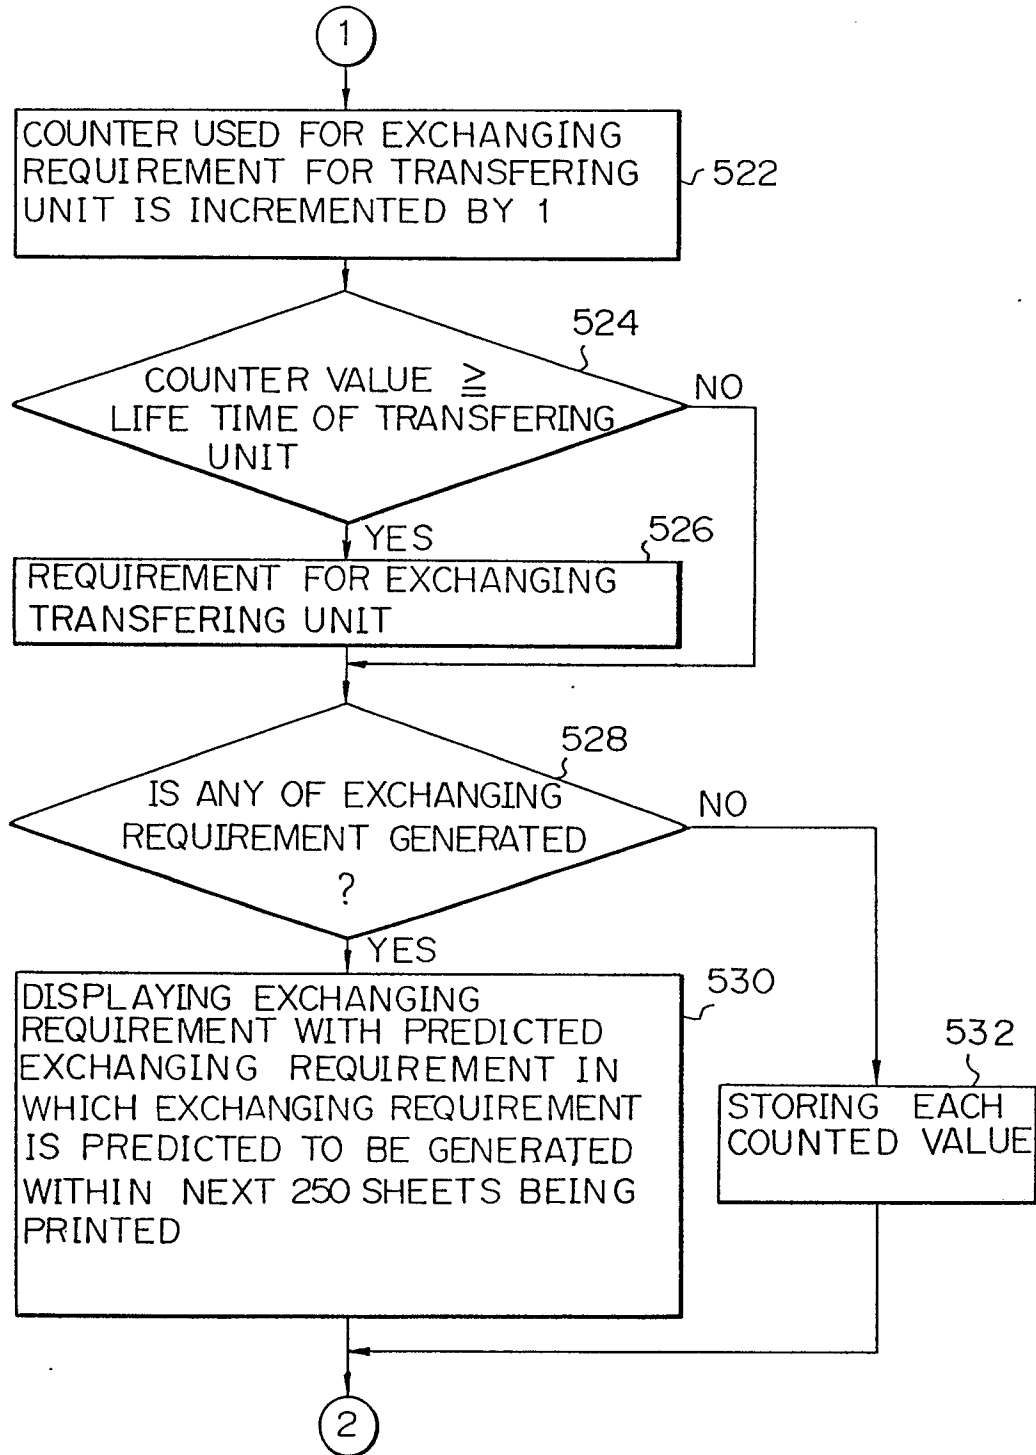 1
COUNTER USED FOR EXCHANGING
REQUIREMENT FOR TRANSFERING
UNIT IS INCREMENTED BY 1
522
524
COUNTER VALUE ≧
LIFE TIME OF TRANSFERING
UNIT
NO
YES
526
REQUIREMENT FOR EXCHANGING
TRANSFERING UNIT
528
IS ANY OF EXCHANGING
REQUIREMENT GENERATED
?
NO
YES
530
DISPLAYING EXCHANGING
REQUIREMENT WITH PREDICTED
EXCHANGING REQUIREMENT IN
WHICH EXCHANGING REQUIREMENT
IS PREDICTED TO BE GENERATED
WITHIN NEXT 250 SHEETS BEING
PRINTED
532
STORING EACH
COUNTED VALUE
2